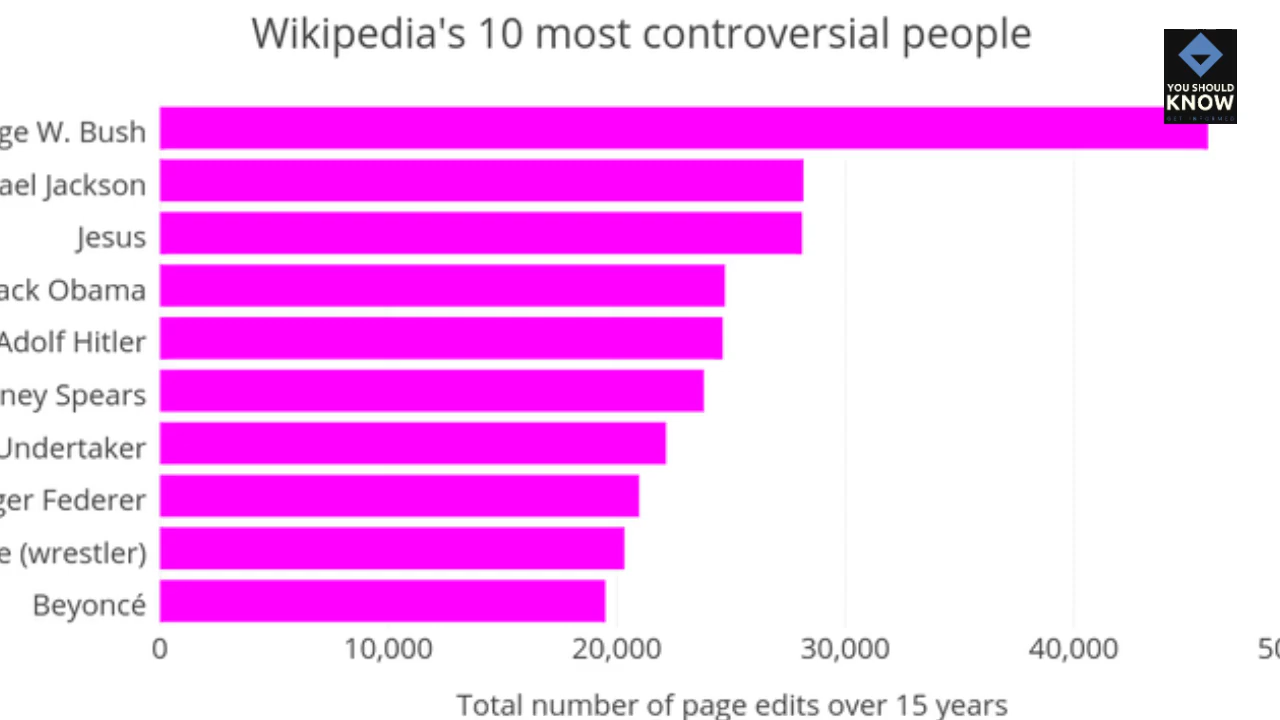 Wikipedia's 10 most controversial people
YOU SHOULD
KNOW
GET INFORMED
ge W. Bush
ael Jackson
Jesus
ack Obama
Adolf Hitler
ney Spears
Undertaker
ger Federer
e (wrestler)
Beyoncé
0 10,000 20,000 30,000 40,000 50
Total number of page edits over 15 years